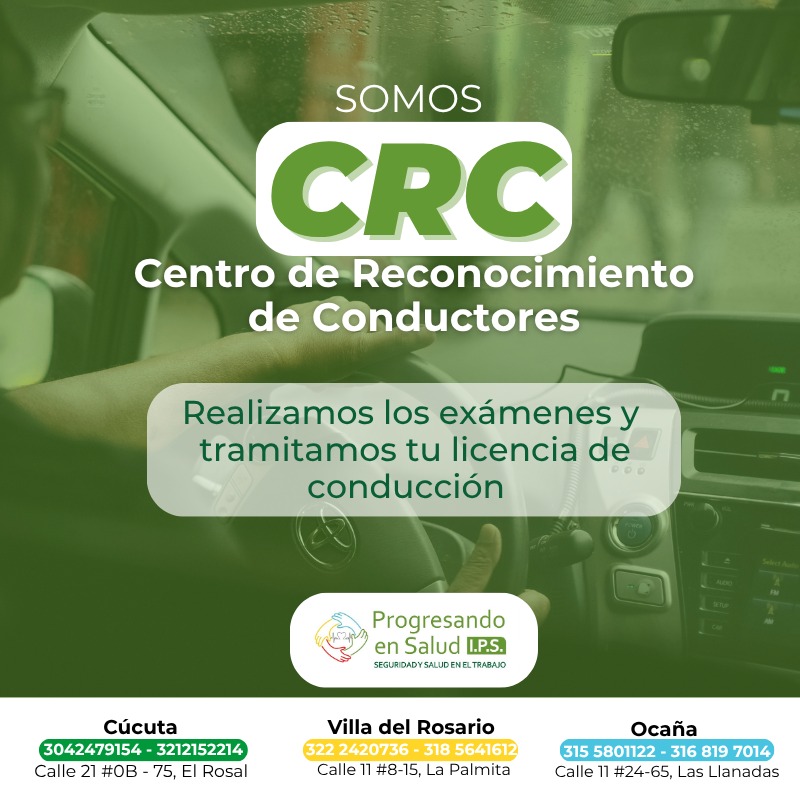 SOMOS
CRC
Centro de Reconocimiento
de Conductores
Realizamos los exámenes y
tramitamos tu licencia de
conducción
Progresando
en Salud I.P.S.
SEGURIDAD Y SALUD EN EL TRABAJO
Cúcuta
3042479154 - 3212152214
Calle 21 #0B - 75, El Rosal
Villa del Rosario
322 2420736 - 318 5641612
Calle 11 #8-15, La Palmita
Ocaña
315 5801122 - 316 819 7014
Calle 11 #24-65, Las Llanadas